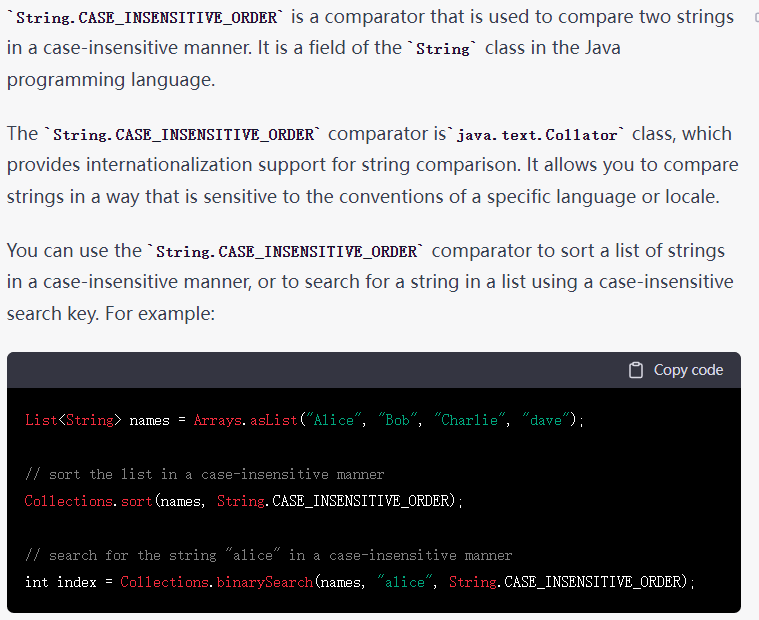 `String.CASE_INSENSITIVE_ORDER` is a comparator that is used to compare two strings
in a case-insensitive manner. It is a field of the `String` class in the Java
programming language.
The `String.CASE_INSENSITIVE_ORDER` comparator is`java.text.Collator` class, which
provides internationalization support for string comparison. It allows you to compare
strings in a way that is sensitive to the conventions of a specific language or locale.
You can use the `String.CASE_INSENSITIVE_ORDER` comparator to sort a list of strings
in a case-insensitive manner, or to search for a string in a list using a case-insensitive
search key. For example:
Copy code
List<String> names = Arrays.asList("Alice", "Bob", "Charlie", "dave");
// sort the list in a case-insensitive manner
Collections.sort(names, String.CASE_INSENSITIVE_ORDER);
// search for the string "alice" in a case-insensitive manner
int index = Collections.binarySearch(names, "alice", String.CASE_INSENSITIVE_ORDER);